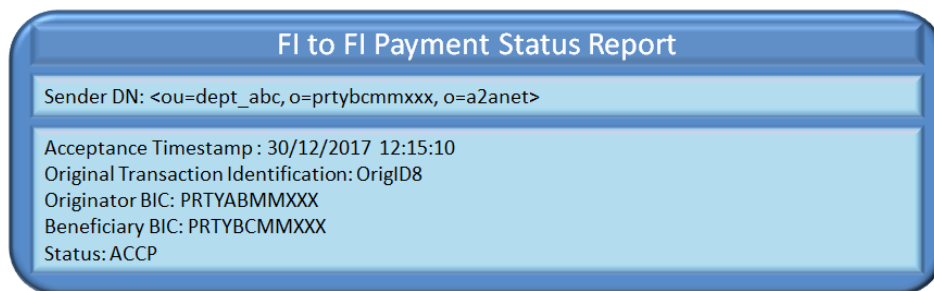 FI to FI Payment Status Report
Sender DN: <ou=dept_abc, o=prtybcmmxxx, o=a2anet>
Acceptance Timestamp : 30/12/2017 12:15:10
Original Transaction Identification: OrigID8
Originator BIC: PRTYABMMXXX
Beneficiary BIC: PRTYBCMMXXX
Status: ACCP